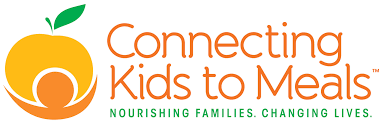 Connecting
Kids to Meals™
NOURISHING FAMILIES. CHANGING LIVES.